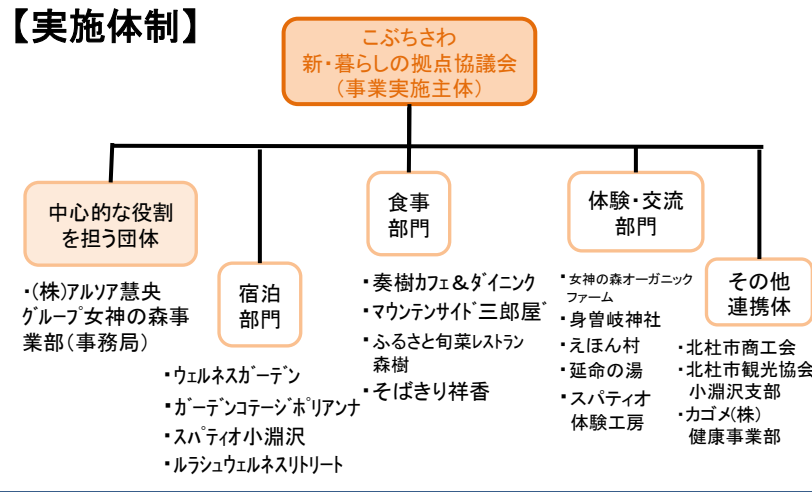 【実施体制】
こぶちさわ
新・暮らしの拠点協議会
(事業実施主体)
中心的な役割
を担う団体
・(株)アルソア慧央
グループ女神の森事
業部(事務局)
宿泊
部門
・ウェルネスガーデン
・ガーデンコテージポリアンナ
・スパティオ小淵沢
・ルラシュウェルネスリトリート
食事
部門
・奏樹カフェ&ダイニング
・マウンテンサイド三郎屋
・ふるさと旬菜レストラン
森樹
・そばきり祥香
体験・交流
部門
・女神の森オーガニック
ファーム
・身曽岐神社
・えほん村
・延命の湯
・スパティオ
体験工房
その他
連携体
・北杜市商工会
・北杜市観光協会
小淵沢支部
・カゴメ(株)
健康事業部